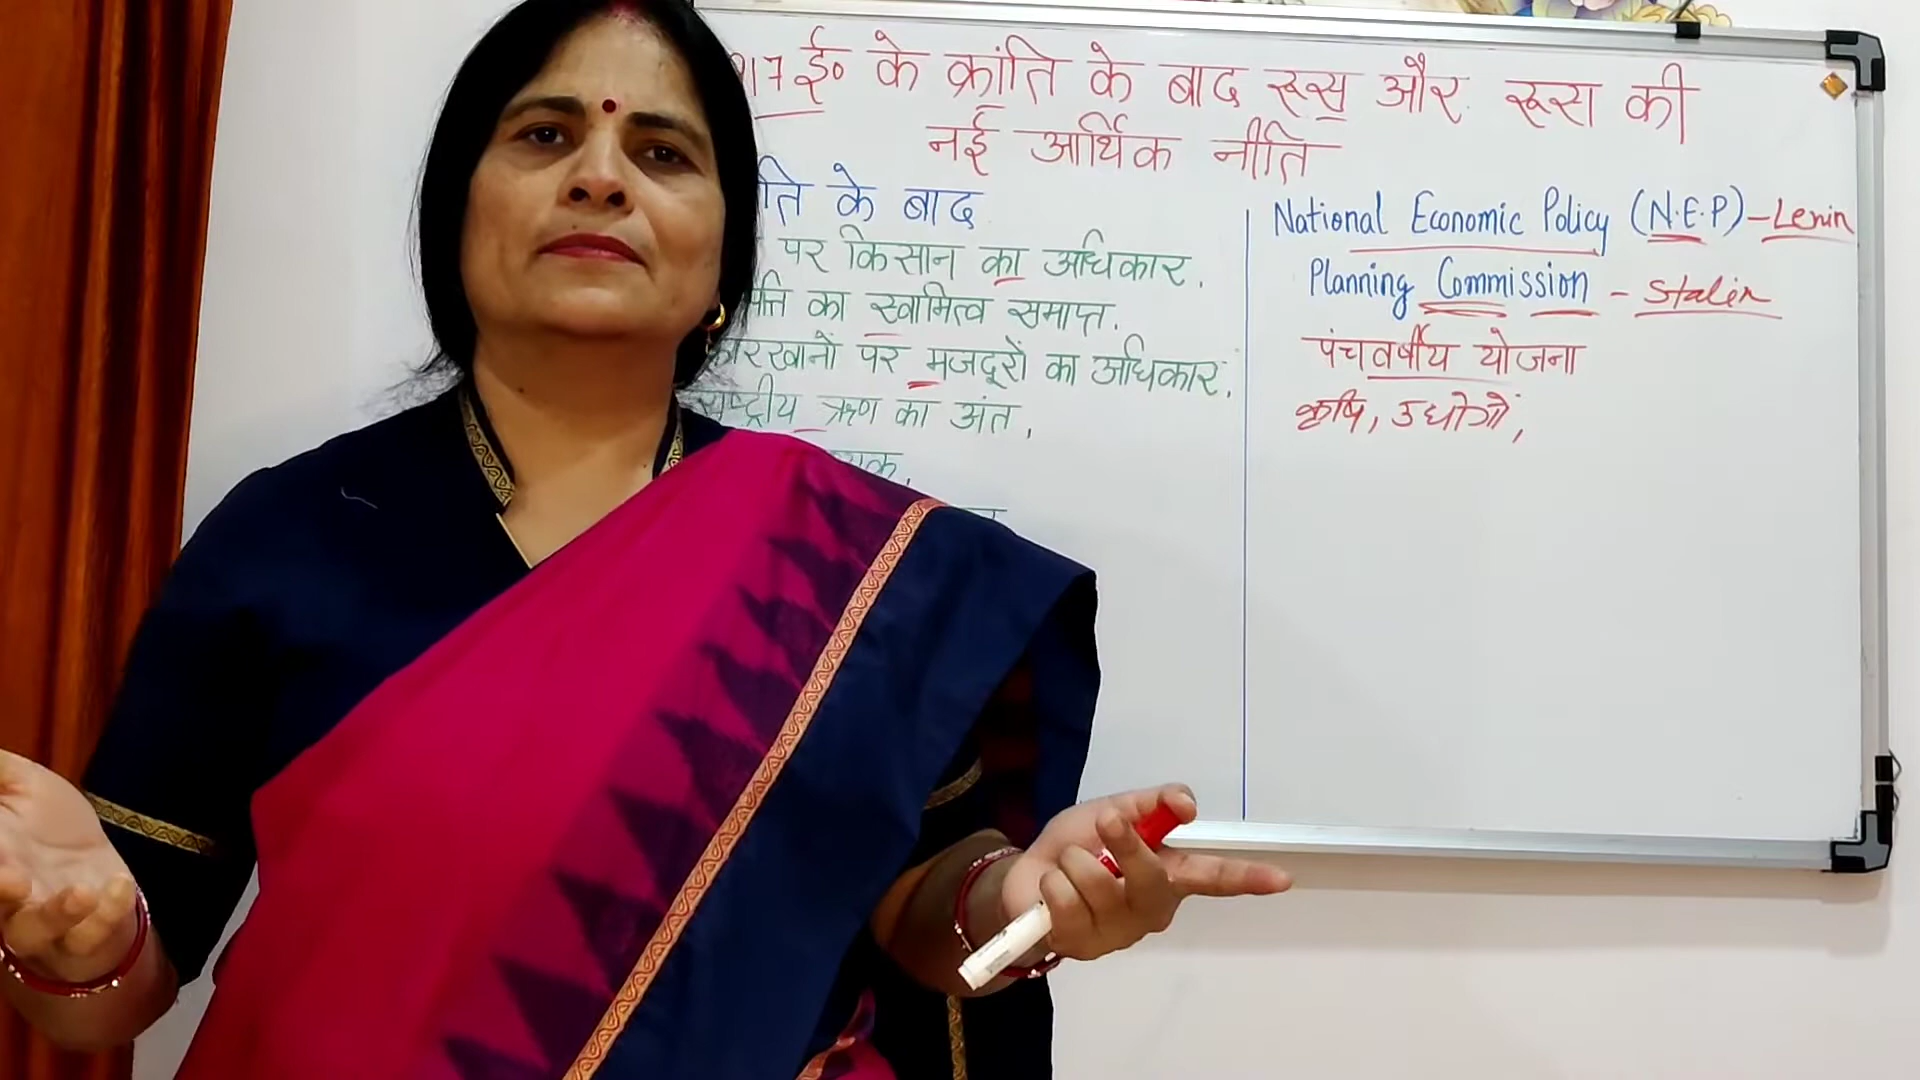 917 ई० के क्रांति के बाद रूस और रूस की
नई आर्थिक नीति
के बाद
पर किसान का अधिकार.
का स्वामित्व समाप्त.
कारखानों पर मजदूरों का अधिकार.
राष्ट्रीय ऋण का अंत.
National Economic Policy (N.E.P) - Lenin
Planning Commission - Stalin
पंचवर्षीय योजना
कृषि, उद्योगों,